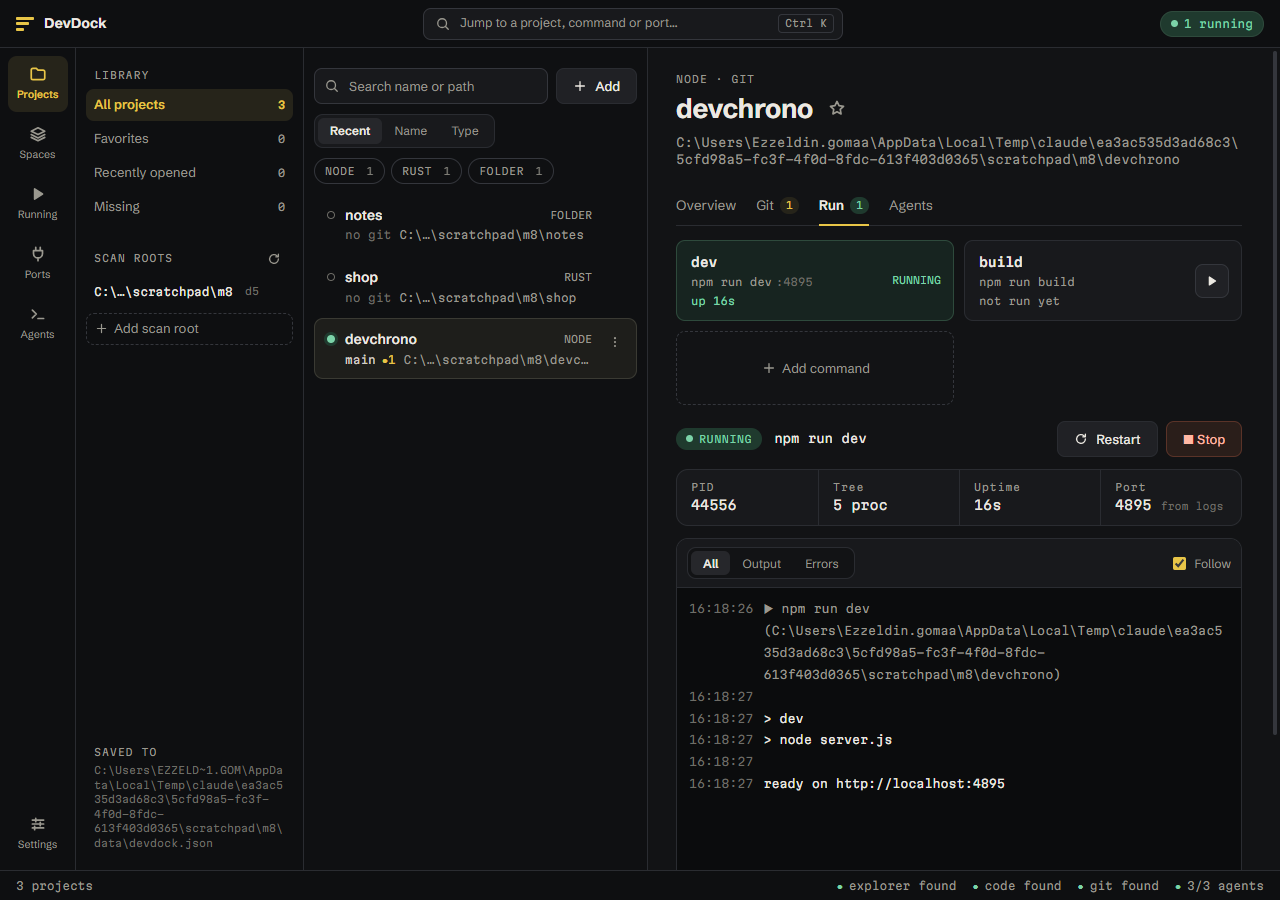 DevDock
Jump to a project, command or port...
Ctrl K
1 running
Projects
Spaces
Running
Ports
Agents
Settings
LIBRARY
All projects 3
Favorites 0
Recently opened 0
Missing 0
SCAN ROOTS
C:\…\scratchpad\m8 d5
+ Add scan root
SAVED TO
C:\Users\EZZELD~1.GOM\AppDa
ta\Local\Temp\claude\ea3ac5
35d3ad68c3\5cfd98a5-fc3f-
4f0d-8fdc-
613f403d0365\scratchpad\m8\
data\devdock.json
Search name or path
+ Add
Recent Name Type
NODE 1 RUST 1 FOLDER 1
notes FOLDER
no git C:\…\scratchpad\m8\notes
shop RUST
no git C:\…\scratchpad\m8\shop
devchrono NODE
main •1 C:\…\scratchpad\m8\devc…
NODE · GIT
devchrono
C:\Users\Ezzeldin.gomaa\AppData\Local\Temp\claude\ea3ac535d3ad68c3\
5cfd98a5-fc3f-4f0d-8fdc-613f403d0365\scratchpad\m8\devchrono
Overview Git 1 Run 1 Agents
dev
npm run dev :4895
up 16s
RUNNING
build
npm run build
not run yet
+ Add command
RUNNING npm run dev
Restart Stop
PID Tree Uptime Port
44556 5 proc 16s 4895 from logs
All Output Errors Follow
16:18:26 ▶ npm run dev
(C:\Users\Ezzeldin.gomaa\AppData\Local\Temp\claude\ea3ac5
35d3ad68c3\5cfd98a5-fc3f-4f0d-8fdc-
613f403d0365\scratchpad\m8\devchrono)
16:18:27
16:18:27 > dev
16:18:27 > node server.js
16:18:27
16:18:27 ready on http://localhost:4895
3 projects
• explorer found • code found • git found • 3/3 agents